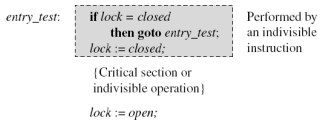 entry_test: if lock = closed Performed by
then goto entry_test; an indivisible
lock := closed; instruction
{Critical section or
indivisible operation}
lock := open;